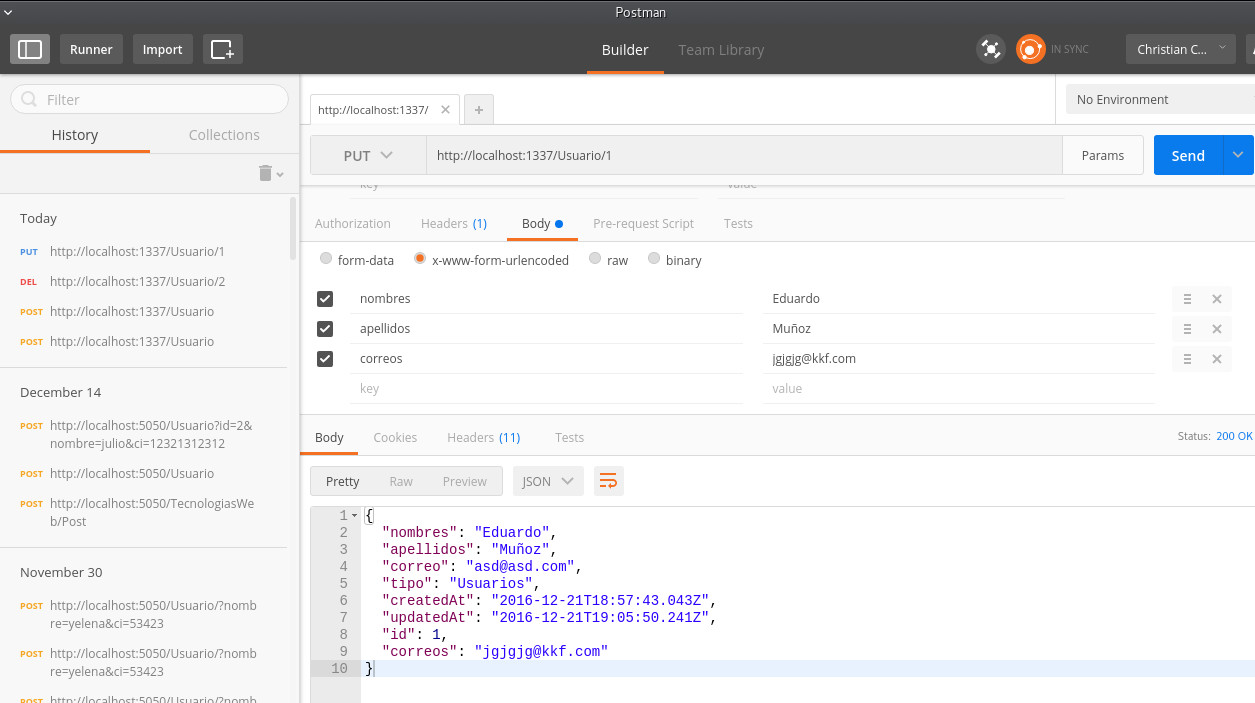 Postman
Runner
Import
Builder
Team Library
IN SYNC
Christian C...
Filter
History
Collections
Today
PUT http://localhost:1337/Usuario/1
DEL http://localhost:1337/Usuario/2
POST http://localhost:1337/Usuario
POST http://localhost:1337/Usuario
December 14
POST http://localhost:5050/Usuario?id=2&
nombre=julio&ci=12321312312
POST http://localhost:5050/Usuario
POST http://localhost:5050/TecnologiasWe
b/Post
November 30
POST http://localhost:5050/Usuario/?nomb
re=yelena&ci=53423
POST http://localhost:5050/Usuario/?nomb
re=yelena&ci=53423
POST http://localhost:5050/Usuario/?nomb
http://localhost:1337/
No Environment
PUT http://localhost:1337/Usuario/1 Params Send
key value
Authorization Headers (1) Body Pre-request Script Tests
form-data x-www-form-urlencoded raw binary
nombres Eduardo
apellidos Muñoz
correos jgjgjg@kkf.com
key value
Body Cookies Headers (11) Tests Status: 200 OK
Pretty Raw Preview JSON
1 {
2 "nombres": "Eduardo",
3 "apellidos": "Muñoz",
4 "correo": "asd@asd.com",
5 "tipo": "Usuarios",
6 "createdAt": "2016-12-21T18:57:43.043Z",
7 "updatedAt": "2016-12-21T19:05:50.241Z",
8 "id": 1,
9 "correos": "jgjgjg@kkf.com"
10 }